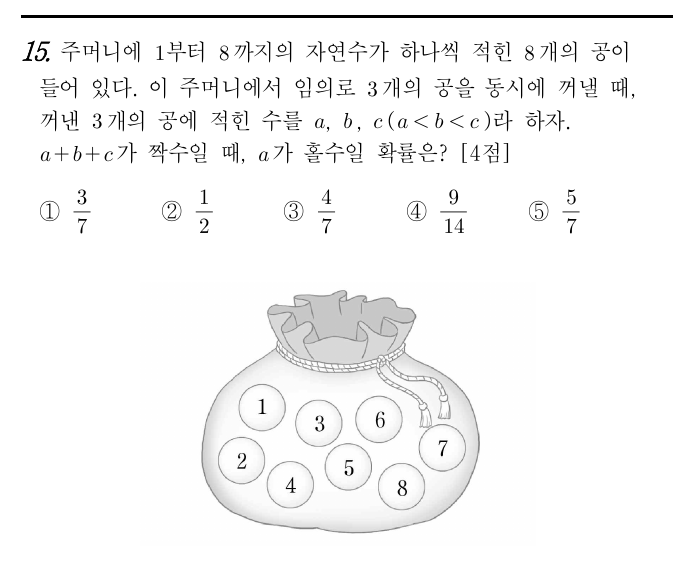 15. 주머니에 1부터 8까지의 자연수가 하나씩 적힌 8개의 공이
들어 있다. 이 주머니에서 임의로 3개의 공을 동시에 꺼낼 때,
꺼낸 3개의 공에 적힌 수를 a, b, c(a<b<c)라 하자.
a+b+c가 짝수일 때, a가 홀수일 확률은? [4점]
① 3/7 ② 1/2 ③ 4/7 ④ 9/14 ⑤ 5/7
1 3 6
2 4 5 8 7